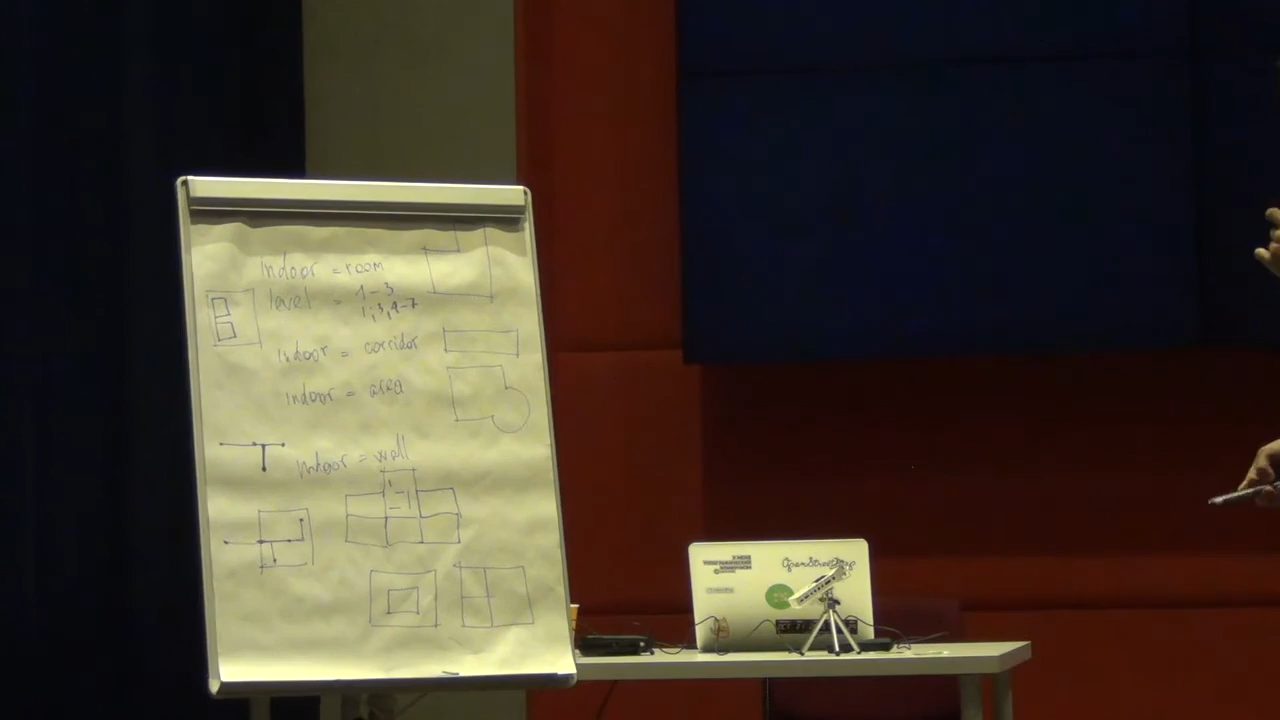 Indoor = room
level = 1-3
1;3,4-7
Indoor = corridor
Indoor = area
Indoor = wall
OpenStreetMap